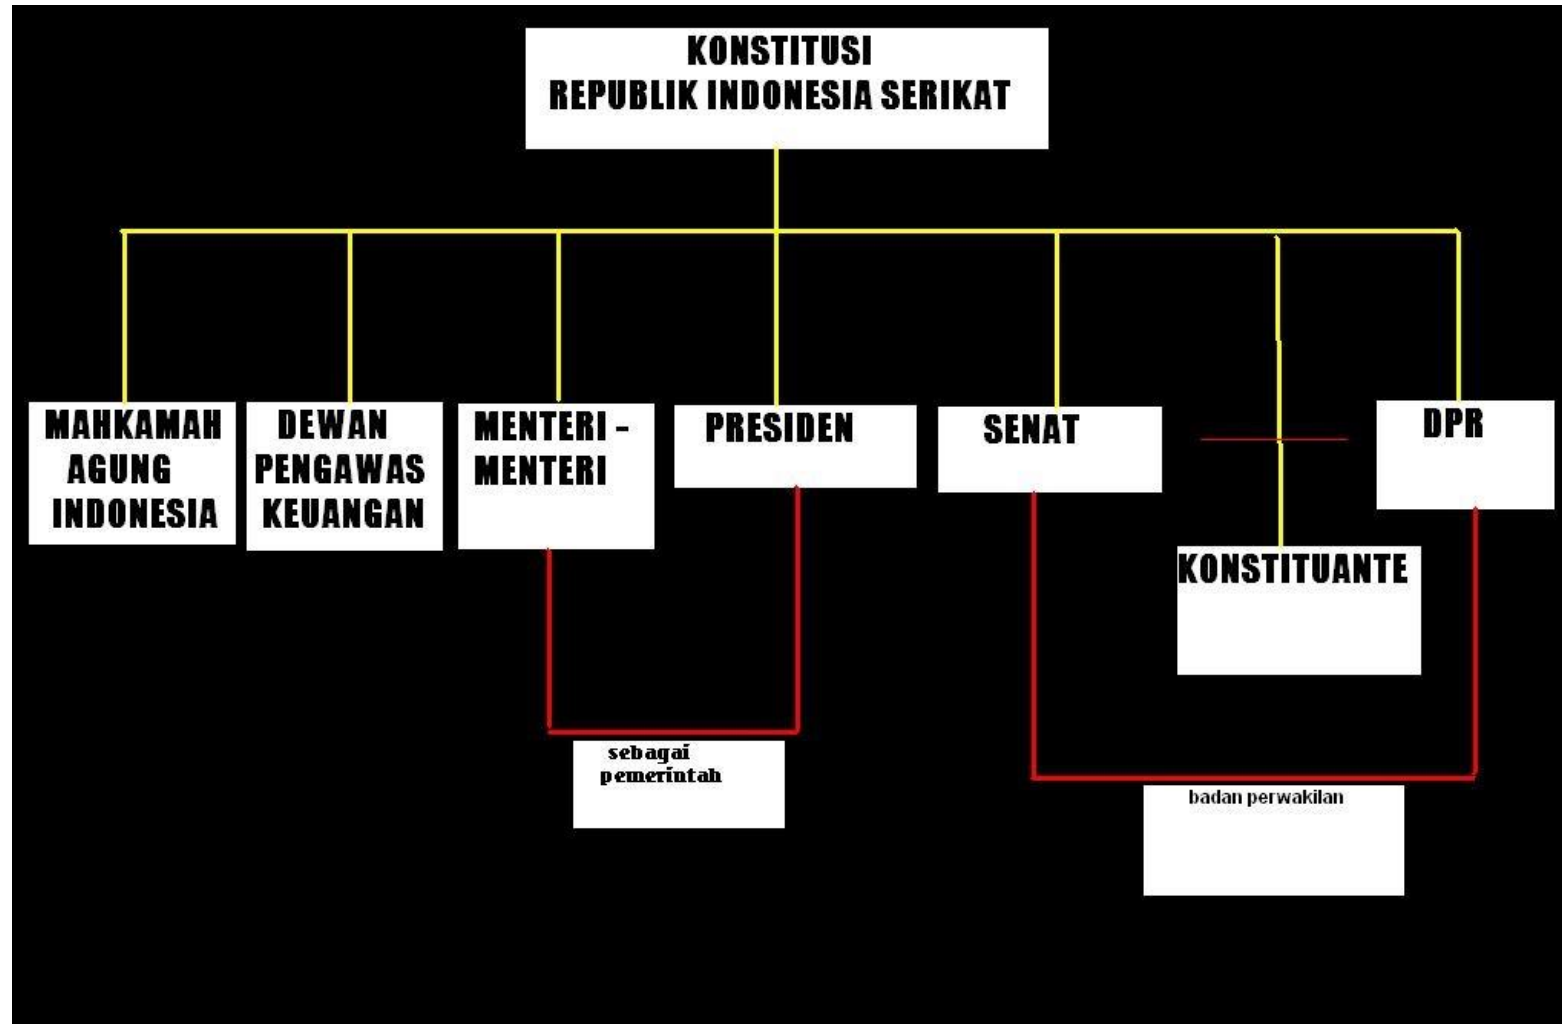 KONSTITUSI
REPUBLIK INDONESIA SERIKAT
MAHKAMAH
AGUNG
INDONESIA
DEWAN
PENGAWAS
KEUANGAN
MENTERI -
MENTERI
PRESIDEN
SENAT
DPR
KONSTITUANTE
sebagai
pemerintah
badan perwakilan